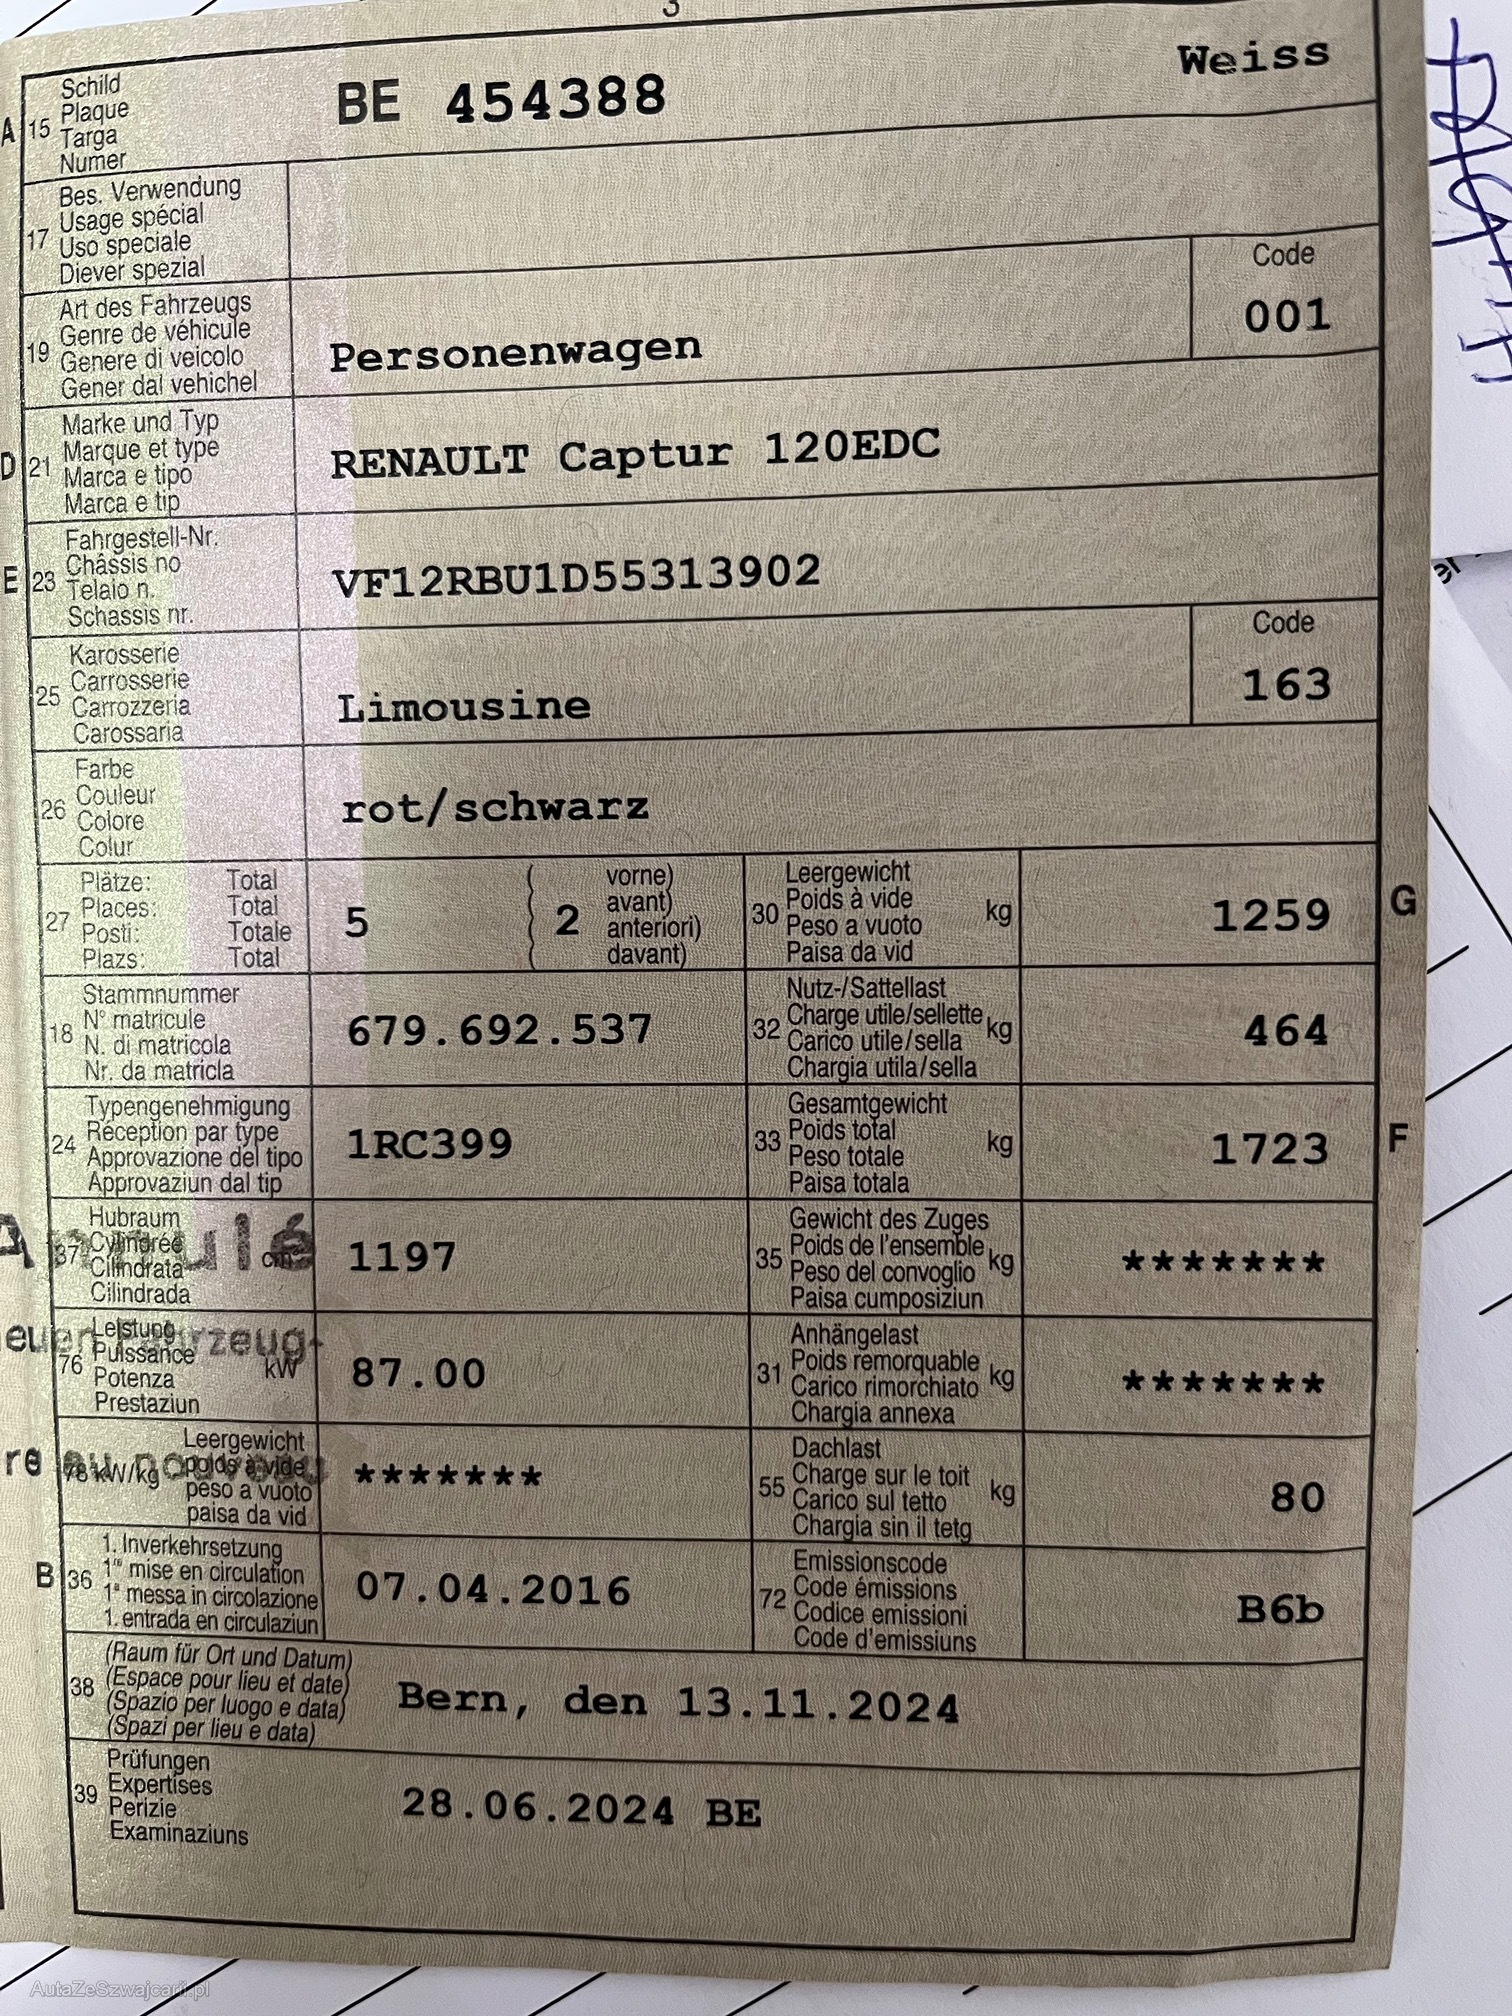 3
A 15 Schild
Plaque
Targa
Numer
BE 454388
Weiss
17 Bes. Verwendung
Usage spécial
Uso speciale
Diever spezial
19 Art des Fahrzeugs
Genre de véhicule
Genere di veicolo
Gener dal vehichel
Personenwagen
Code
001
D 21 Marke und Typ
Marque et type
Marca e tipo
Marca e tip
RENAULT Captur 120EDC
E 23 Fahrgestell-Nr.
Châssis no
Telaio n.
Schassis nr.
VF12RBU1D55313902
25 Karosserie
Carrosserie
Carrozzeria
Carossaria
Limousine
Code
163
26 Farbe
Couleur
Colore
Colur
rot/schwarz
27 Plätze: Total
Places: Total
Posti: Totale
Plazs: Total
5 ( 2 vorne)
avant)
anteriori)
davant)
30 Leergewicht
Poids à vide
Peso a vuoto
Paisa da vid
kg
1259
G
18 Stammnummer
N° matricule
N. di matricola
Nr. da matricla
679.692.537
32 Nutz-/Sattellast
Charge utile/sellette
Carico utile/sella
Chargia utila/sella
kg
464
24 Typengenehmigung
Réception par type
Approvazione del tipo
Approvaziun dal tip
1RC399
33 Gesamtgewicht
Poids total
Peso totale
Paisa totala
kg
1723
F
37 Hubraum
Cylindrée
Cilindrata
Cilindrada
1197
35 Gewicht des Zuges
Poids de l'ensemble
Peso del convoglio
Paisa cumposiziun
kg
*******
76 Leistung
Puissance
Potenza
Prestaziun
kW
87.00
31 Anhängelast
Poids remorquable
Carico rimorchiato
Chargia annexa
kg
*******
78 kW/kg Leergewicht
poids à vide
peso a vuoto
paisa da vid
*******
re au nouveau
55 Dachlast
Charge sur le toit
Carico sul tetto
Chargia sin il tetg
kg
80
B 36 1. Inverkehrsetzung
1re mise en circulation
1a messa in circolazione
1. entrada en circulaziun
07.04.2016
72 Emissionscode
Code émissions
Codice emissioni
Code d'emissiuns
B6b
38 (Raum für Ort und Datum)
(Espace pour lieu et date)
(Spazio per luogo e data)
(Spazi per lieu e data)
Bern, den 13.11.2024
39 Prüfungen
Expertises
Perizie
Examinaziuns
28.06.2024 BE
AutaZeSzwajcarii.pl